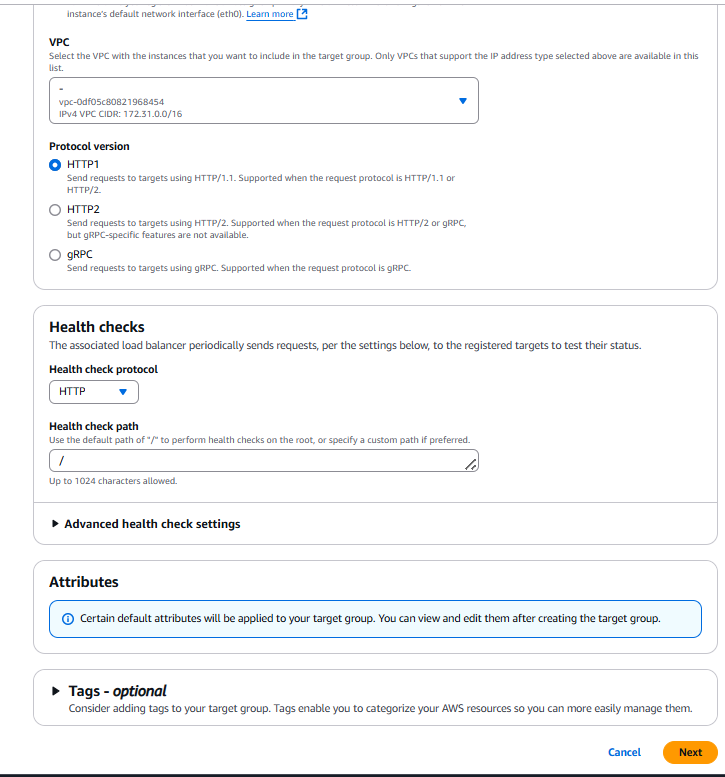 instance's default network interface (eth0). Learn more
VPC
Select the VPC with the instances that you want to include in the target group. Only VPCs that support the IP address type selected above are available in this
list.
-
vpc-0df05c80821968454
IPv4 VPC CIDR: 172.31.0.0/16
Protocol version
HTTP1
Send requests to targets using HTTP/1.1. Supported when the request protocol is HTTP/1.1 or
HTTP/2.
HTTP2
Send requests to targets using HTTP/2. Supported when the request protocol is HTTP/2 or gRPC,
but gRPC-specific features are not available.
gRPC
Send requests to targets using gRPC. Supported when the request protocol is gRPC.
Health checks
The associated load balancer periodically sends requests, per the settings below, to the registered targets to test their status.
Health check protocol
HTTP
Health check path
Use the default path of "/" to perform health checks on the root, or specify a custom path if preferred.
/
Up to 1024 characters allowed.
Advanced health check settings
Attributes
Certain default attributes will be applied to your target group. You can view and edit them after creating the target group.
Tags - optional
Consider adding tags to your target group. Tags enable you to categorize your AWS resources so you can more easily manage them.
Cancel
Next